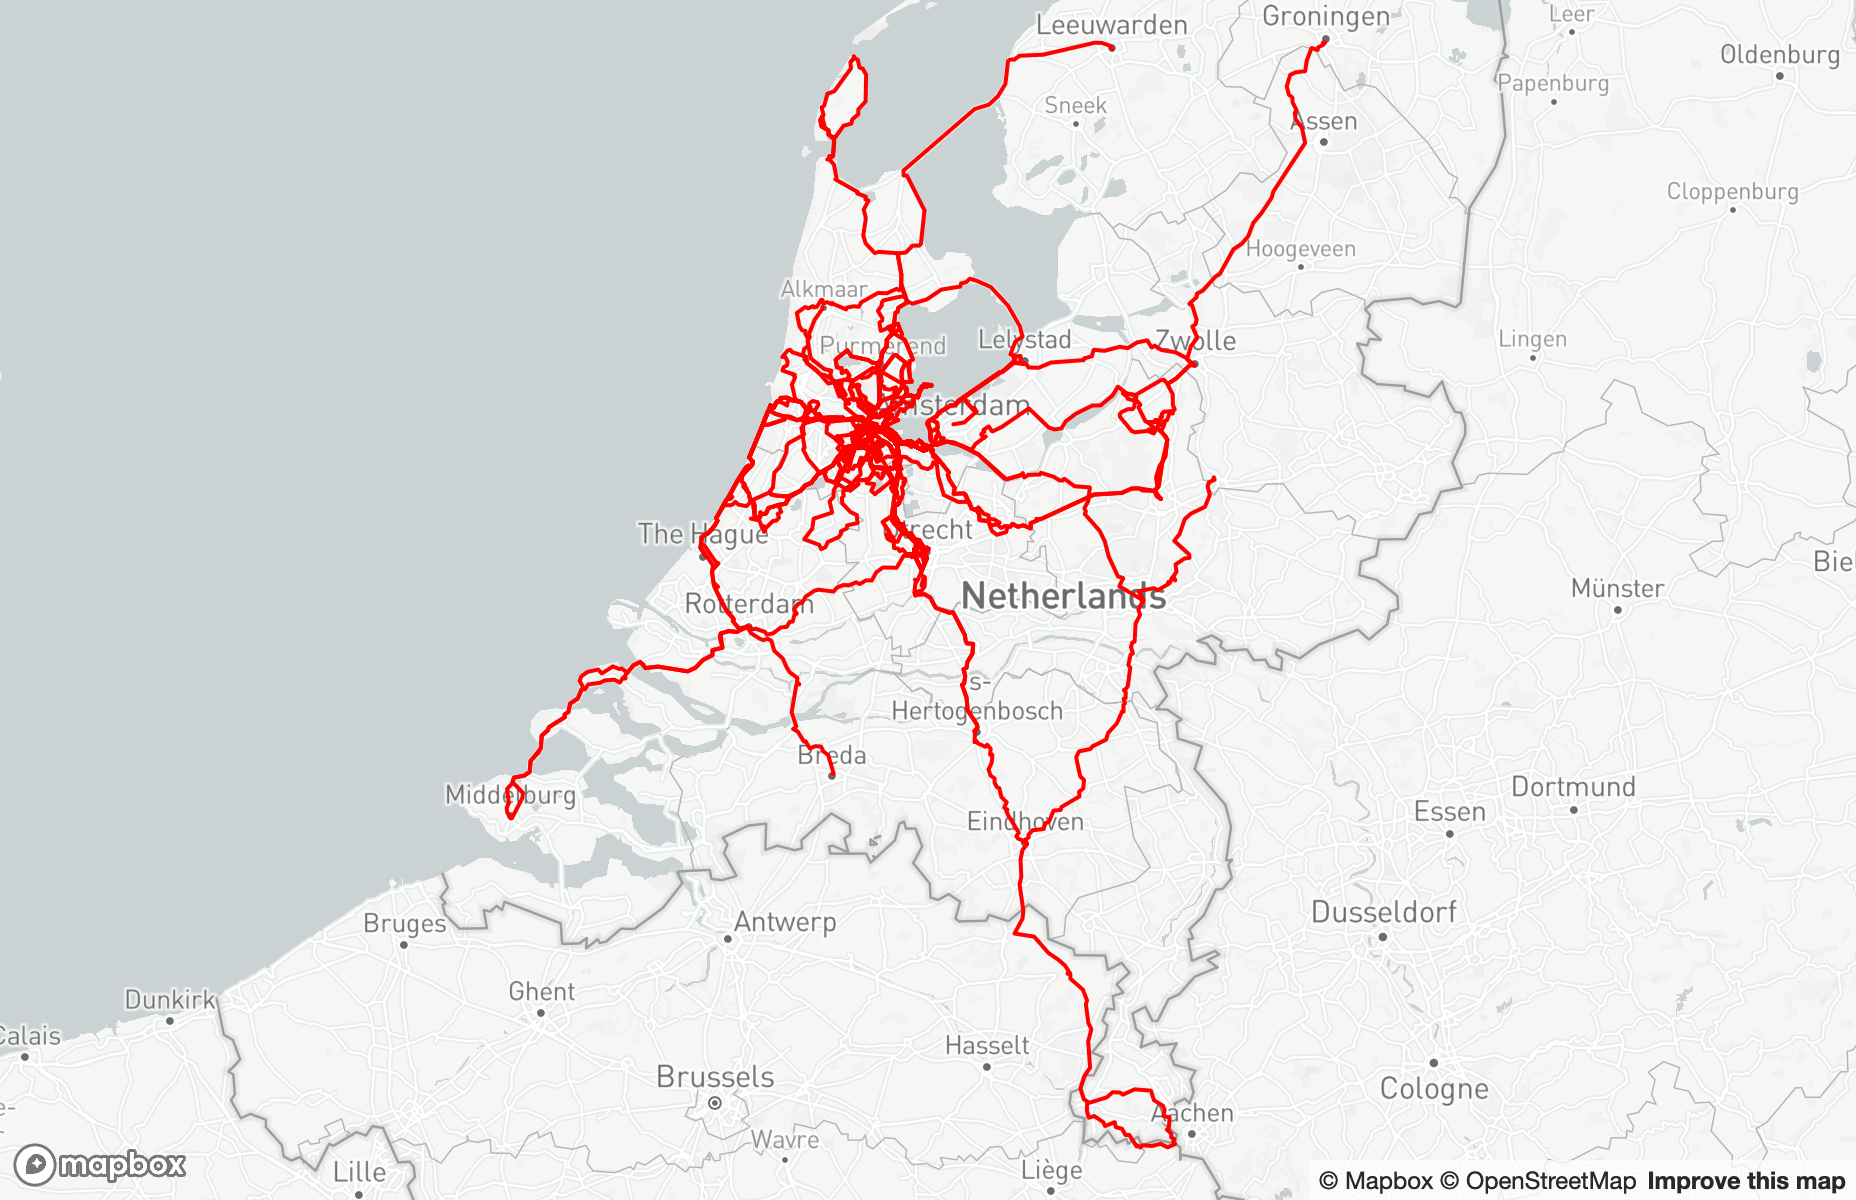 Leeuwarden
Groningen
Leer
Oldenburg
Papenburg
Sneek
Assen
Cloppenburg
Hoogeveen
Alkmaar
Purmerend
Lelystad
Zwolle
Lingen
Amsterdam
The Hague
Netherlands
Münster
Rotterdam
s-
Hertogenbosch
Breda
Middelburg
Eindhoven
Dortmund
Essen
Bruges
Antwerp
Dusseldorf
Dunkirk
Ghent
Calais
Hasselt
Brussels
Cologne
Aachen
Wavre
Lille
Liège
mapbox
© Mapbox © OpenStreetMap Improve this map